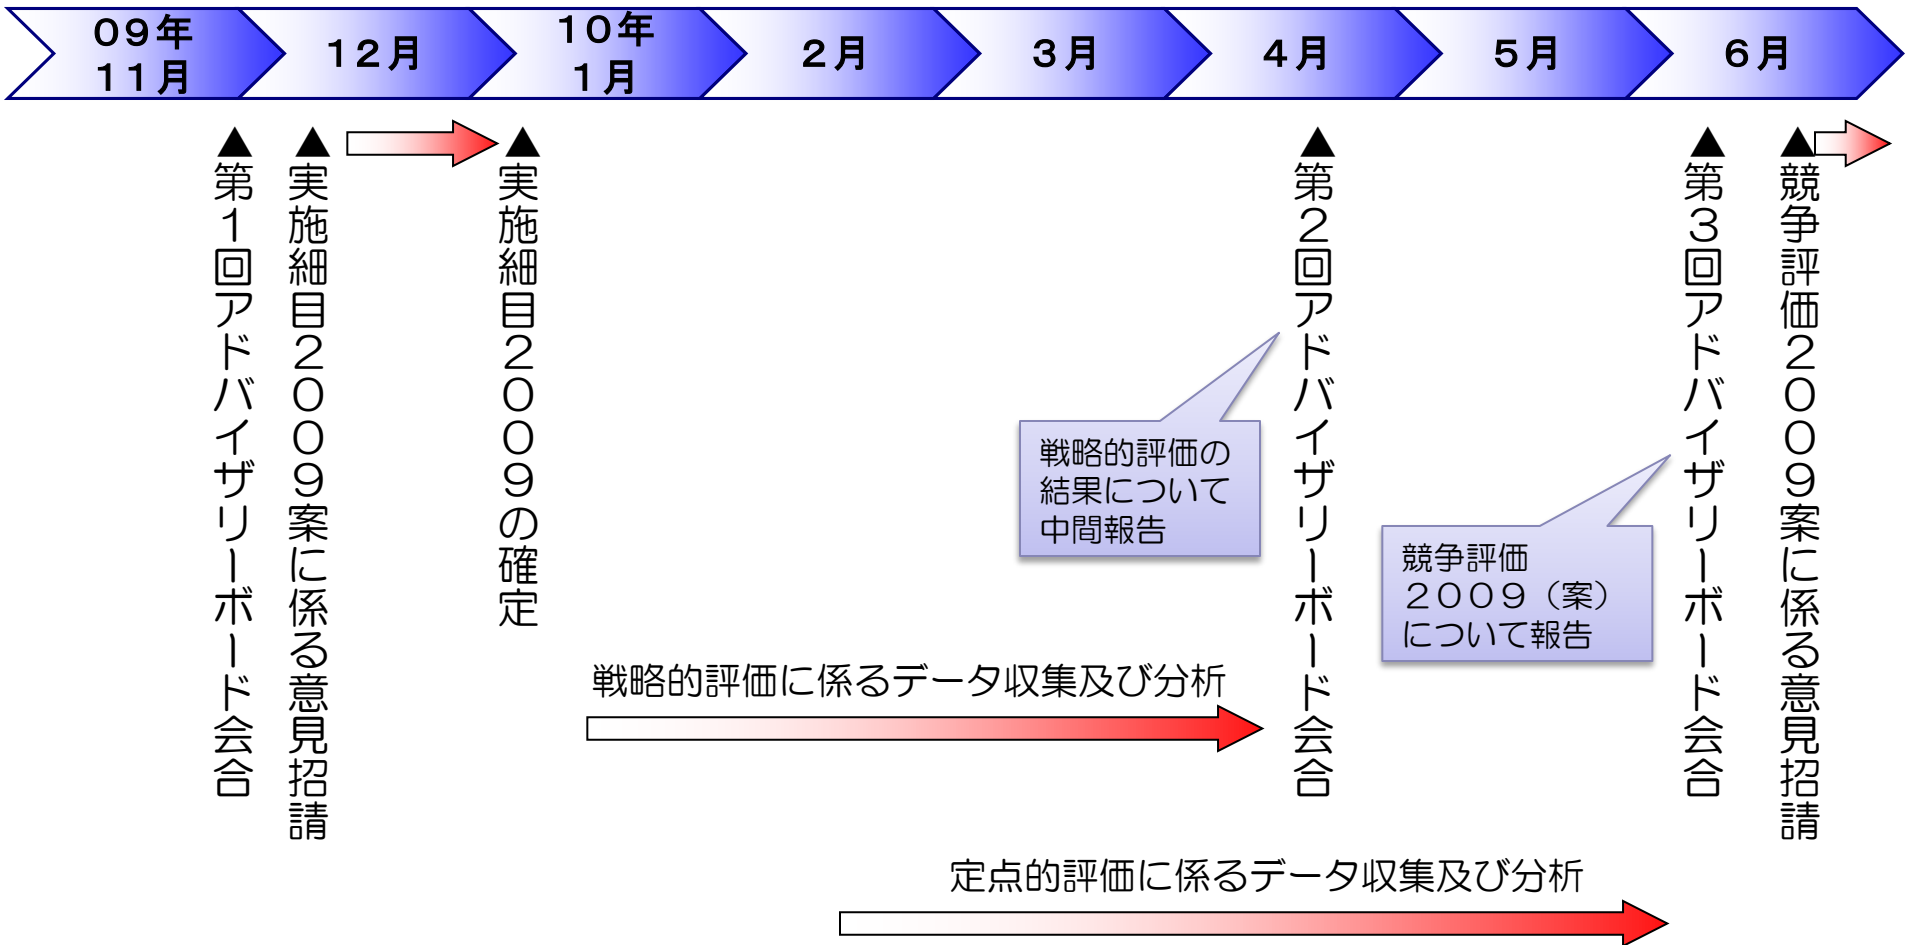 09年
11月
12月
10年
1月
2月
3月
4月
5月
6月
▲第1回アドバイザリーボード会合
▲実施細目2009案に係る意見招請
▲実施細目2009の確定
▲第2回アドバイザリーボード会合
▲第3回アドバイザリーボード会合
▲競争評価2009案に係る意見招請
戦略的評価の
結果について
中間報告
競争評価
2009（案）
について報告
戦略的評価に係るデータ収集及び分析
定点的評価に係るデータ収集及び分析